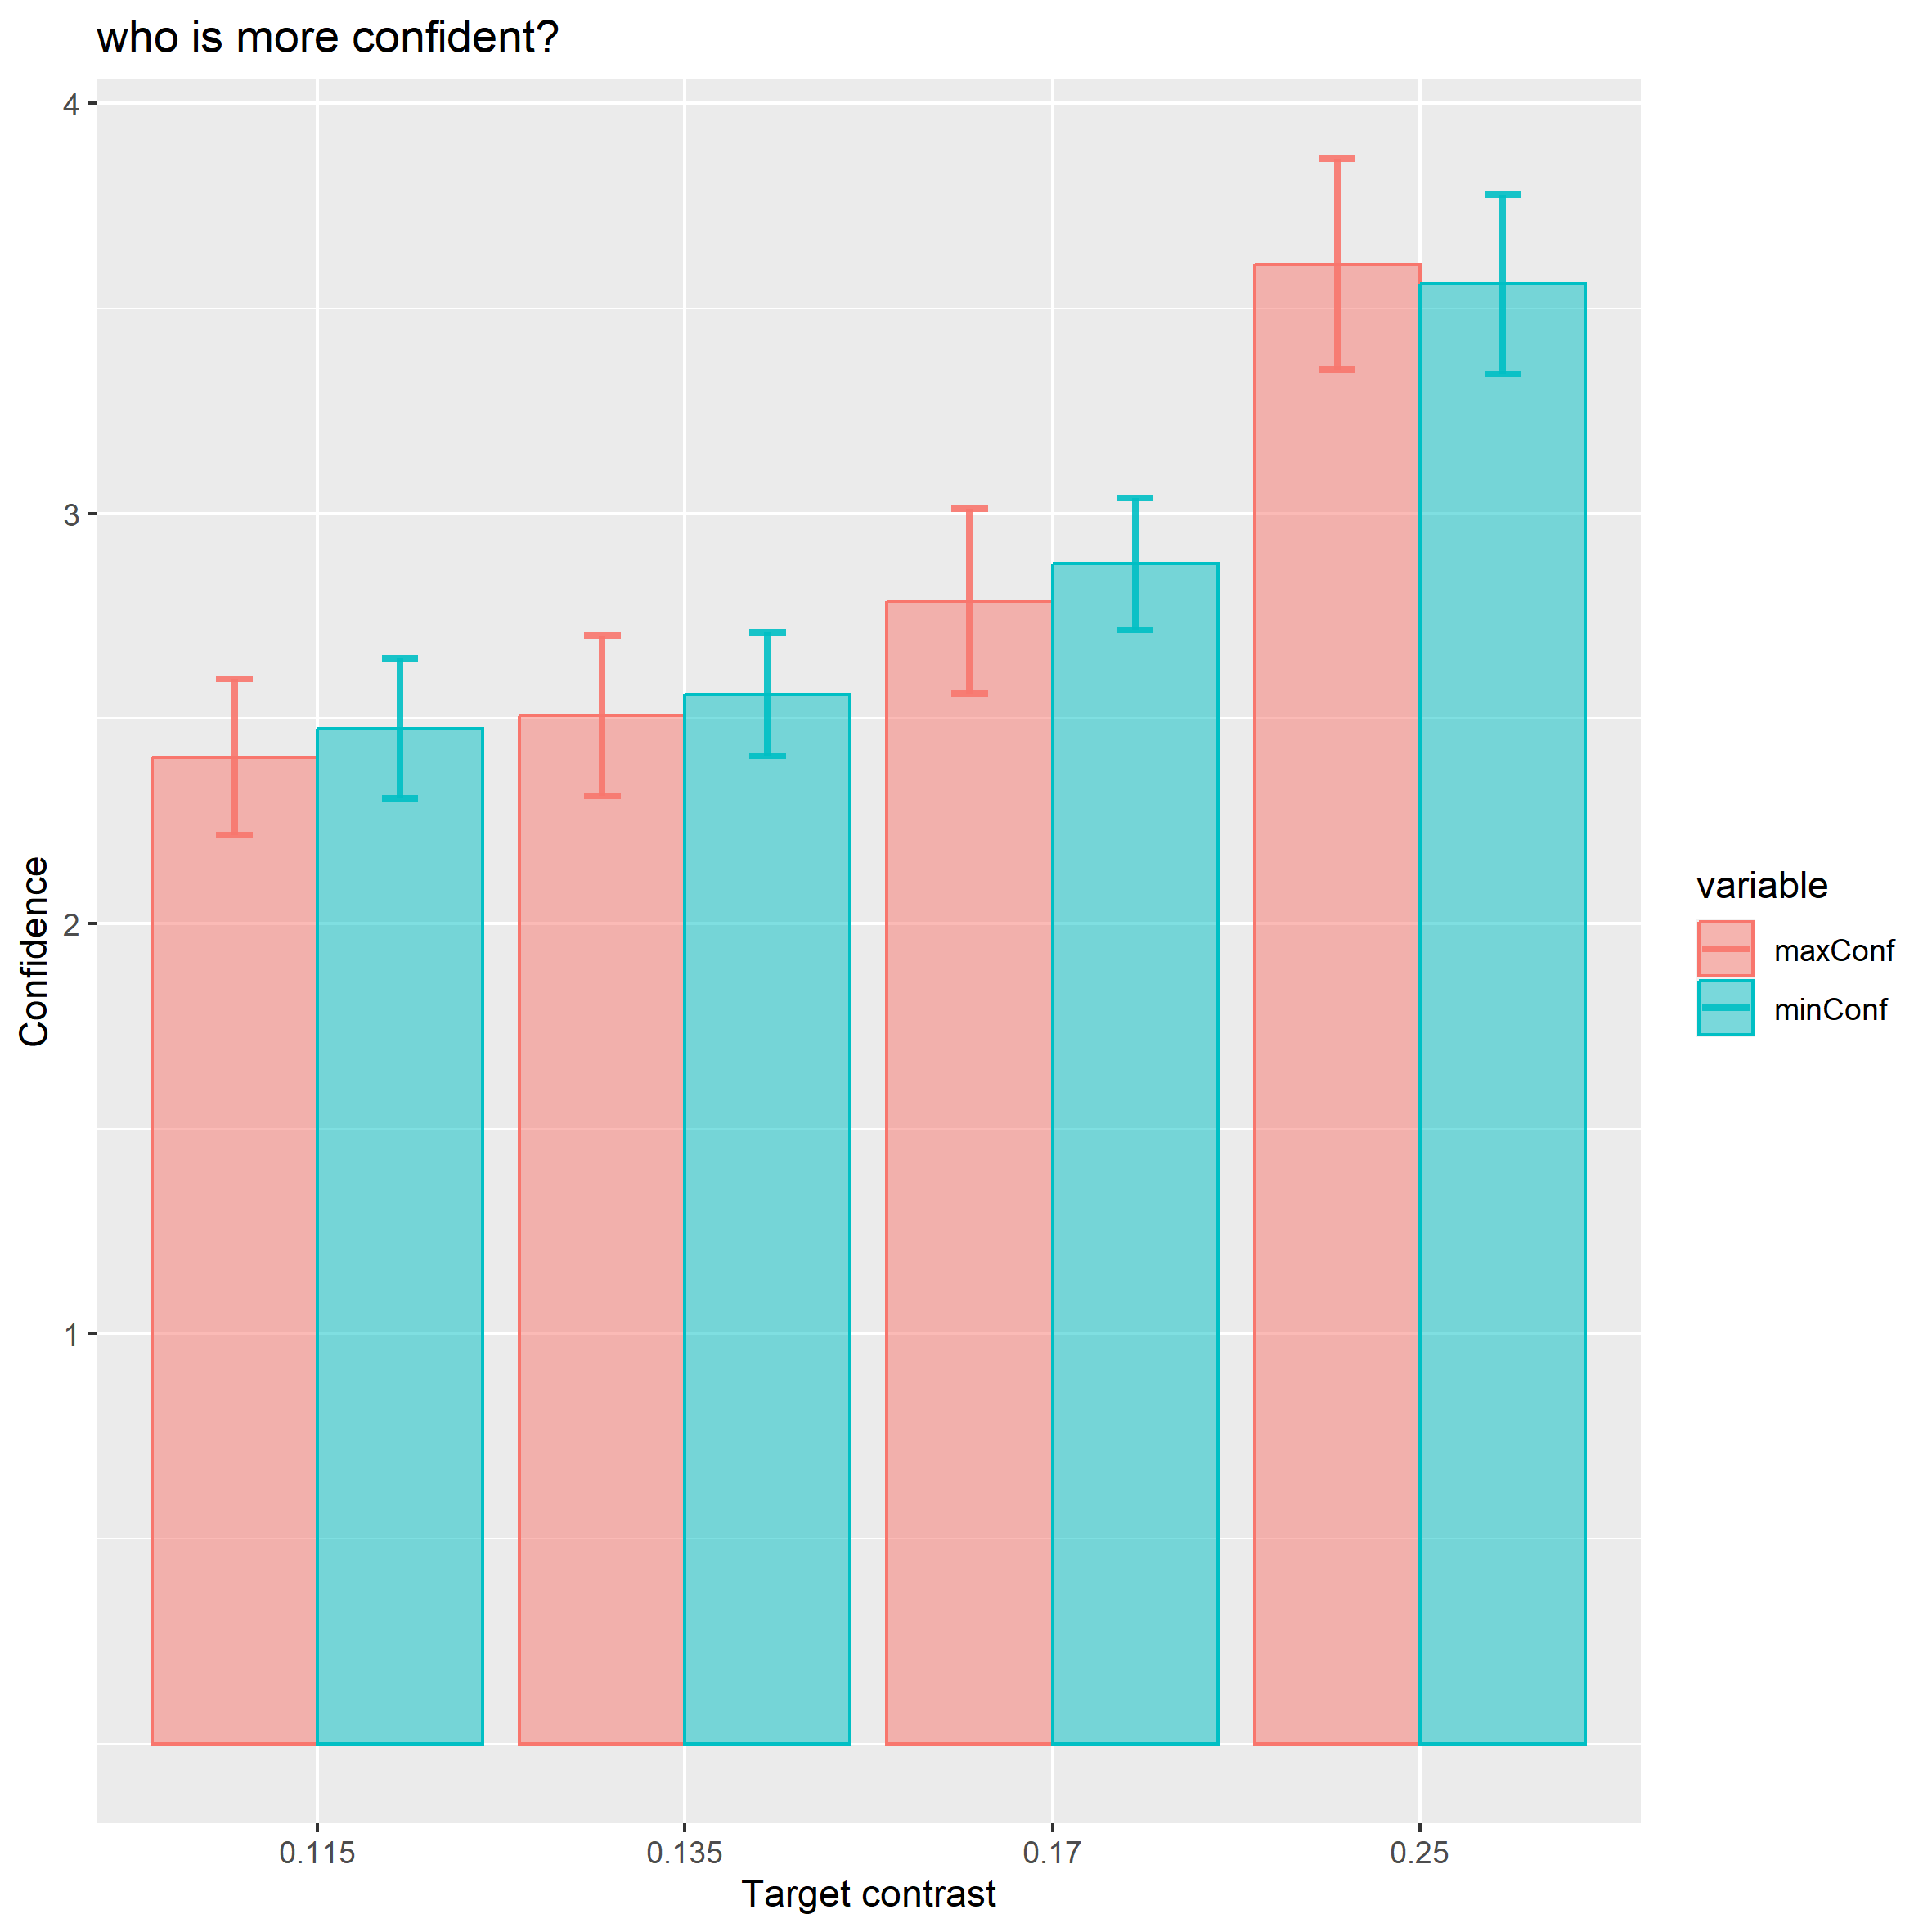 who is more confident?
4
3
2
1
Confidence
0.115 0.135 0.17 0.25
Target contrast
variable
maxConf
minConf